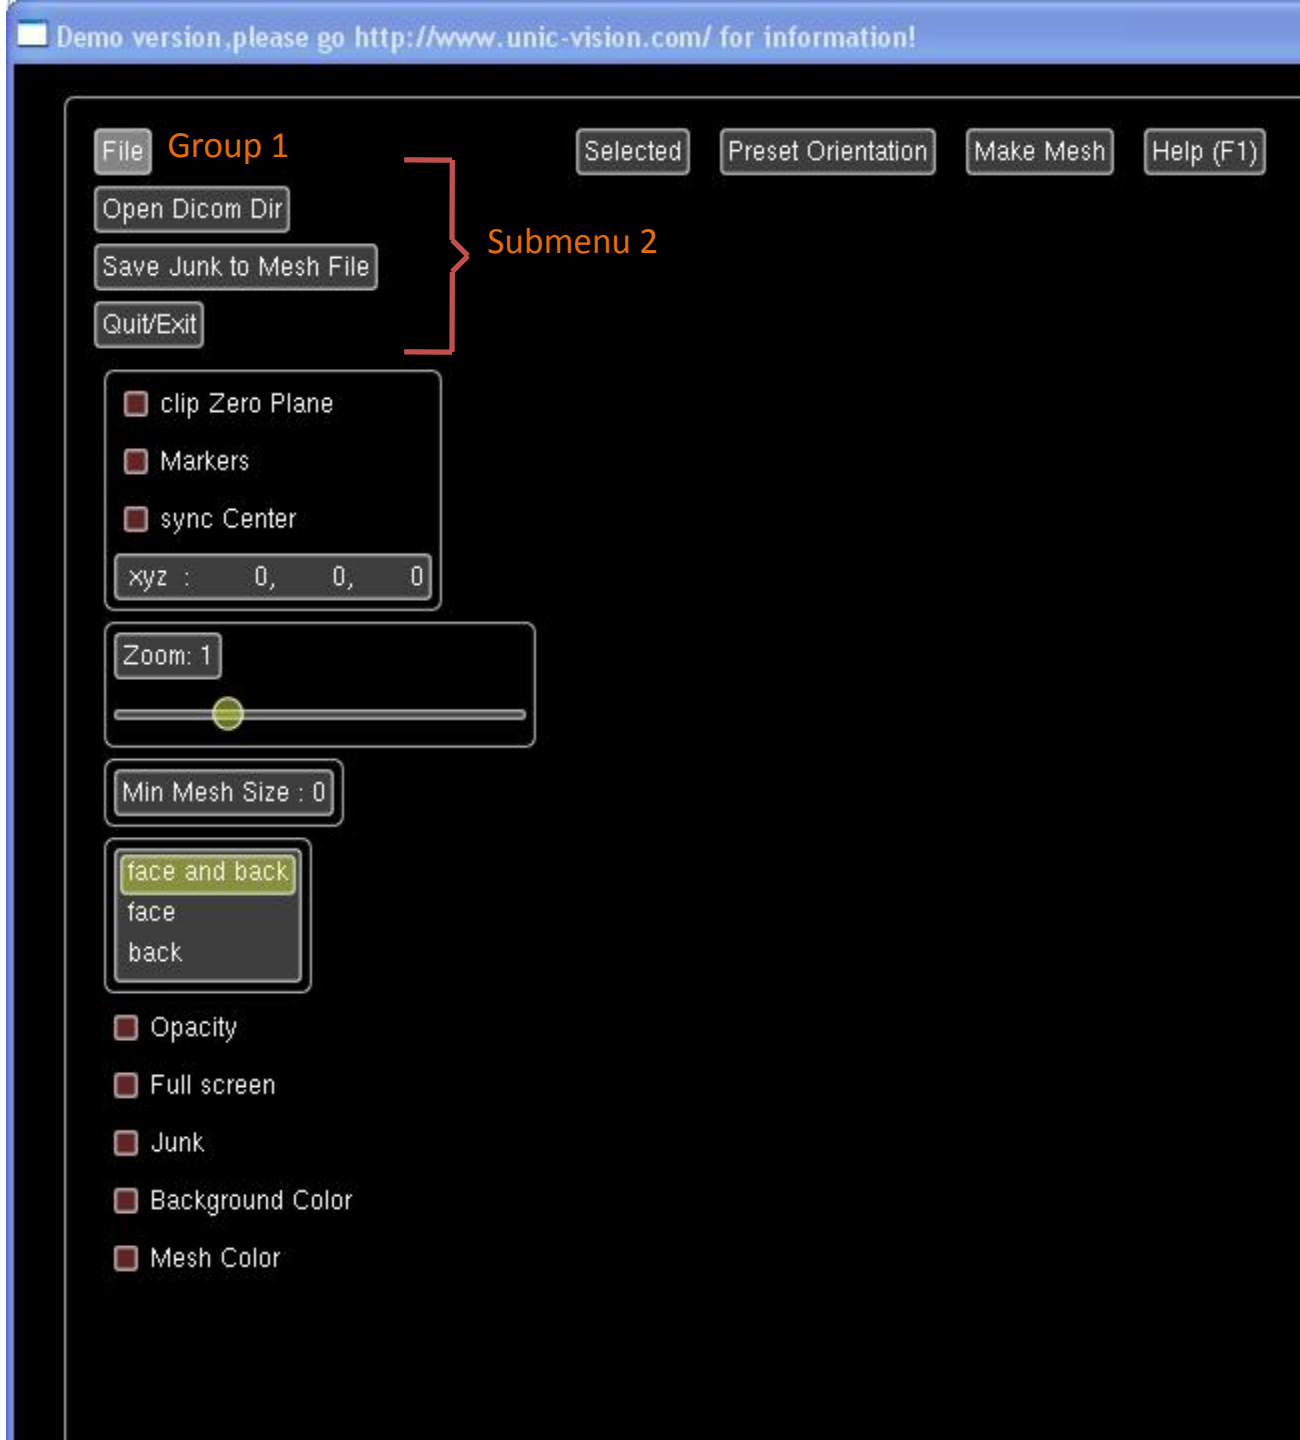 Demo version,please go http://www.unic-vision.com/ for information!
File Group 1 Selected Preset Orientation Make Mesh Help (F1)
Open Dicom Dir
Submenu 2
Save Junk to Mesh File
Quit/Exit
clip Zero Plane
Markers
sync Center
xyz : 0, 0, 0
Zoom: 1
Min Mesh Size : 0
face and back
face
back
Opacity
Full screen
Junk
Background Color
Mesh Color